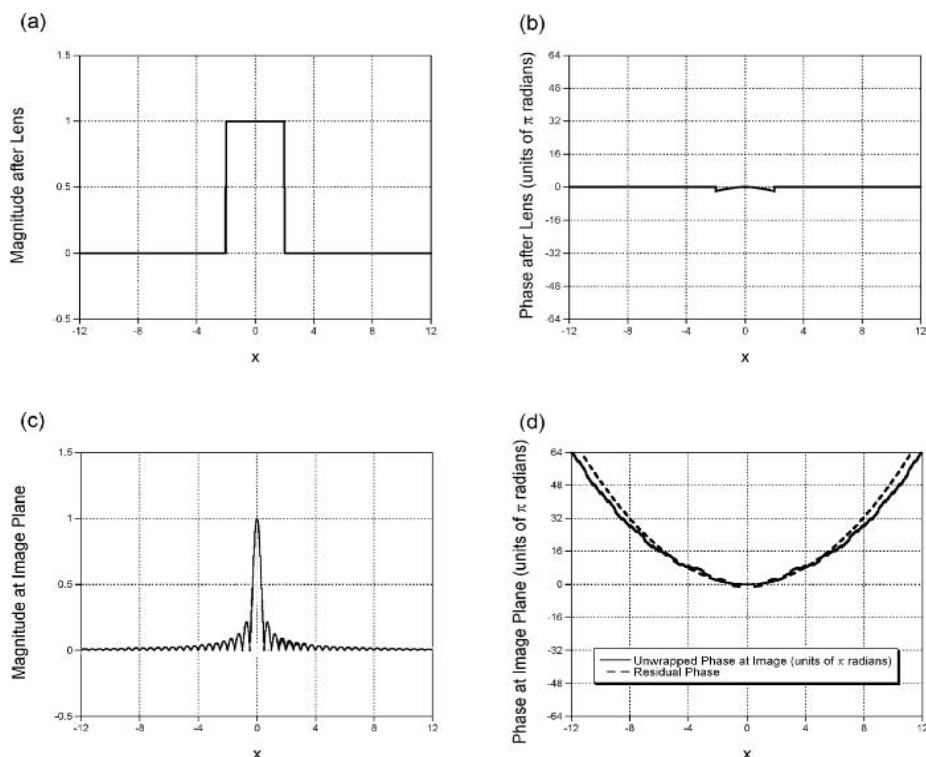 (a)
(b)
Magnitude after Lens
1.5
1
0.5
0
-0.5
-12 -8 -4 0 4 8 12
x
Phase after Lens (units of π radians)
64
48
32
16
0
-16
-32
-48
-64
-12 -8 -4 0 4 8 12
x
(c)
(d)
Magnitude at Image Plane
1.5
1
0.5
0
-0.5
-12 -8 -4 0 4 8 12
x
Phase at Image Plane (units of π radians)
64
48
32
16
0
-16
-32
-48
-64
Unwrapped Phase at Image (units of π radians)
Residual Phase
-12 -8 -4 0 4 8 12
x